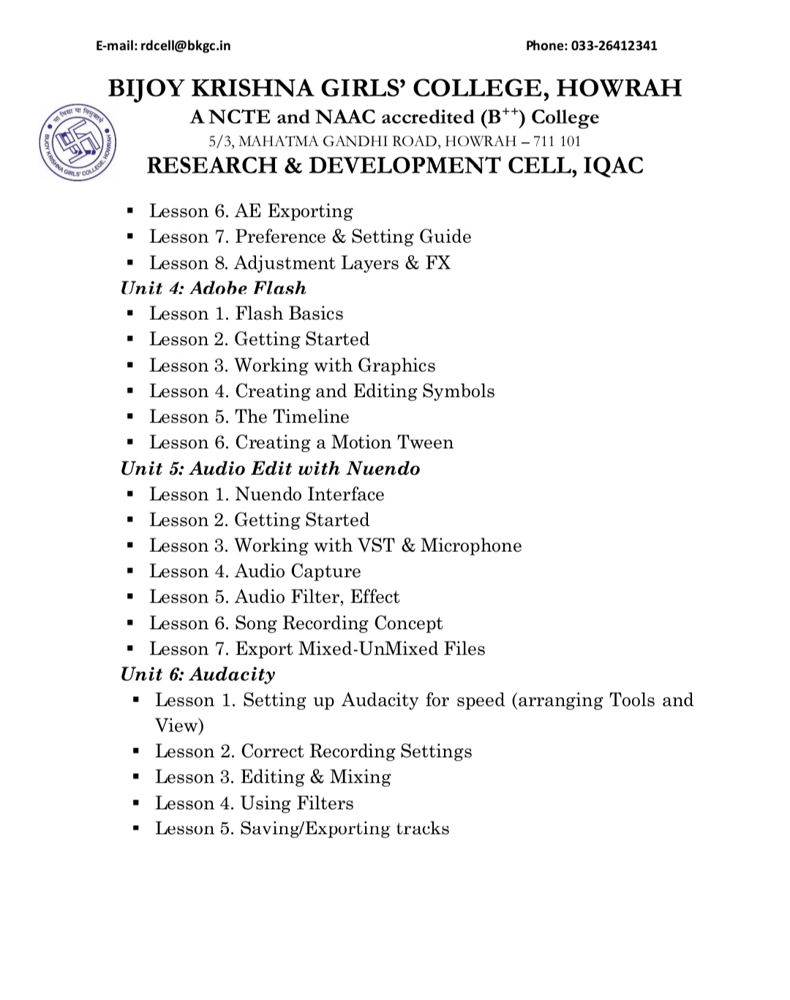 E-mail: rdcell@bkgc.in Phone: 033-26412341
BIJOY KRISHNA GIRLS’ COLLEGE, HOWRAH
A NCTE and NAAC accredited (B⁺⁺) College
5/3, MAHATMA GANDHI ROAD, HOWRAH – 711 101
RESEARCH & DEVELOPMENT CELL, IQAC
सा विद्या या विमुक्तये
BIJOY KRISHNA GIRLS' COLLEGE, HOWRAH
▪ Lesson 6. AE Exporting
▪ Lesson 7. Preference & Setting Guide
▪ Lesson 8. Adjustment Layers & FX
Unit 4: Adobe Flash
▪ Lesson 1. Flash Basics
▪ Lesson 2. Getting Started
▪ Lesson 3. Working with Graphics
▪ Lesson 4. Creating and Editing Symbols
▪ Lesson 5. The Timeline
▪ Lesson 6. Creating a Motion Tween
Unit 5: Audio Edit with Nuendo
▪ Lesson 1. Nuendo Interface
▪ Lesson 2. Getting Started
▪ Lesson 3. Working with VST & Microphone
▪ Lesson 4. Audio Capture
▪ Lesson 5. Audio Filter, Effect
▪ Lesson 6. Song Recording Concept
▪ Lesson 7. Export Mixed-UnMixed Files
Unit 6: Audacity
▪ Lesson 1. Setting up Audacity for speed (arranging Tools and
View)
▪ Lesson 2. Correct Recording Settings
▪ Lesson 3. Editing & Mixing
▪ Lesson 4. Using Filters
▪ Lesson 5. Saving/Exporting tracks